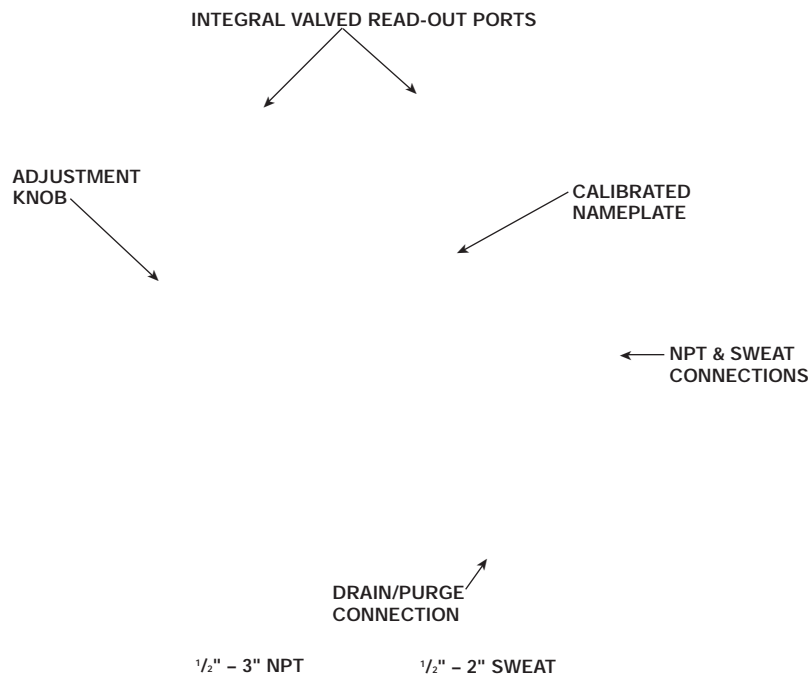 INTEGRAL VALVED READ-OUT PORTS
ADJUSTMENT
KNOB
CALIBRATED
NAMEPLATE
NPT & SWEAT
CONNECTIONS
DRAIN/PURGE
CONNECTION
1/2" – 3" NPT
1/2" – 2" SWEAT